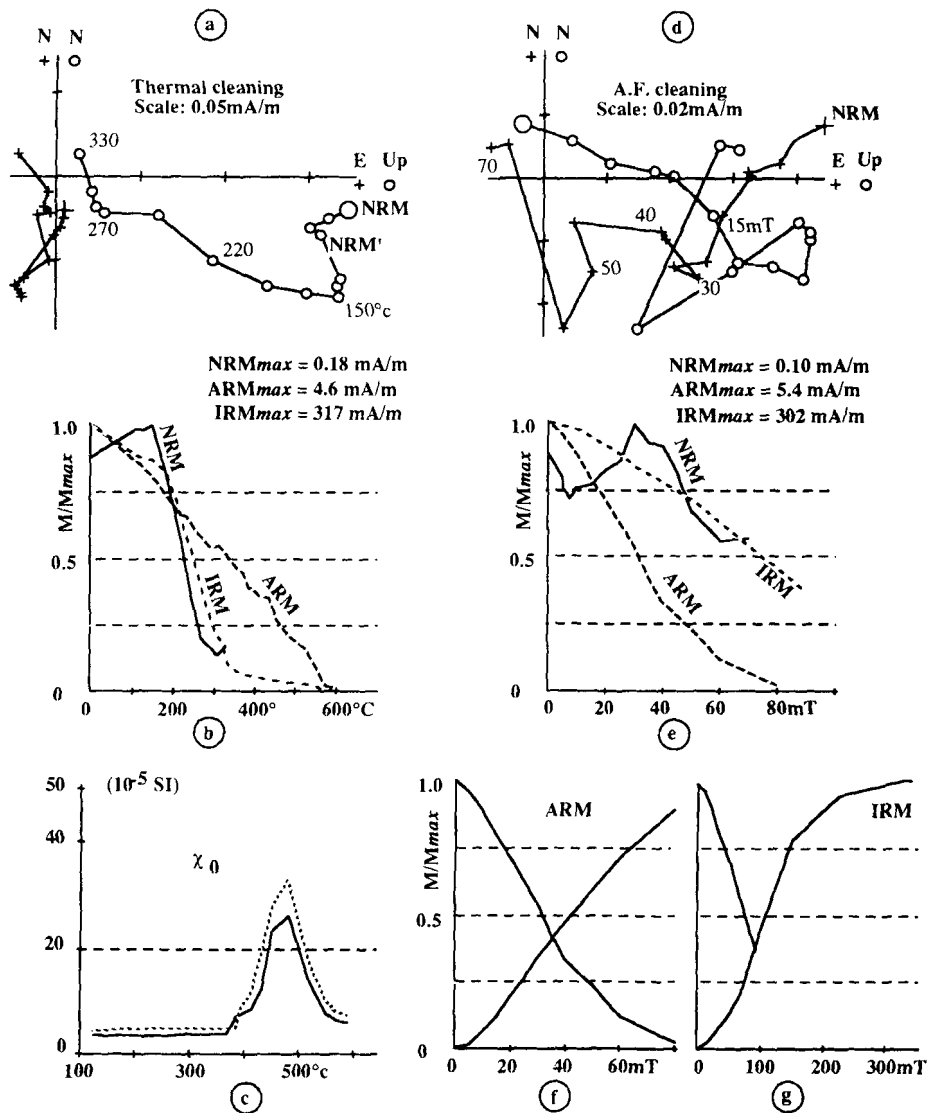 a
N N
Thermal cleaning
Scale: 0.05mA/m
330
E Up
+ o
NRM
270
NRM'
220
150°c
d
N N
A.F. cleaning
Scale: 0.02mA/m
NRM
70
E Up
+ o
40
15mT
50
30
NRMmax = 0.18 mA/m
ARMmax = 4.6 mA/m
IRMmax = 317 mA/m
1.0
M/Mmax
0.5
0
NRM
IRM
ARM
0 200 400° 600°C
b
NRMmax = 0.10 mA/m
ARMmax = 5.4 mA/m
IRMmax = 302 mA/m
1.0
0.5
0
NRM
IRM
ARM
0 20 40 60 80mT
e
50
(10-5 SI)
40
χ0
20
0
100 300 500°c
c
1.0
M/Mmax
0.5
0
ARM
0 20 40 60mT
f
IRM
0 100 200 300mT
g